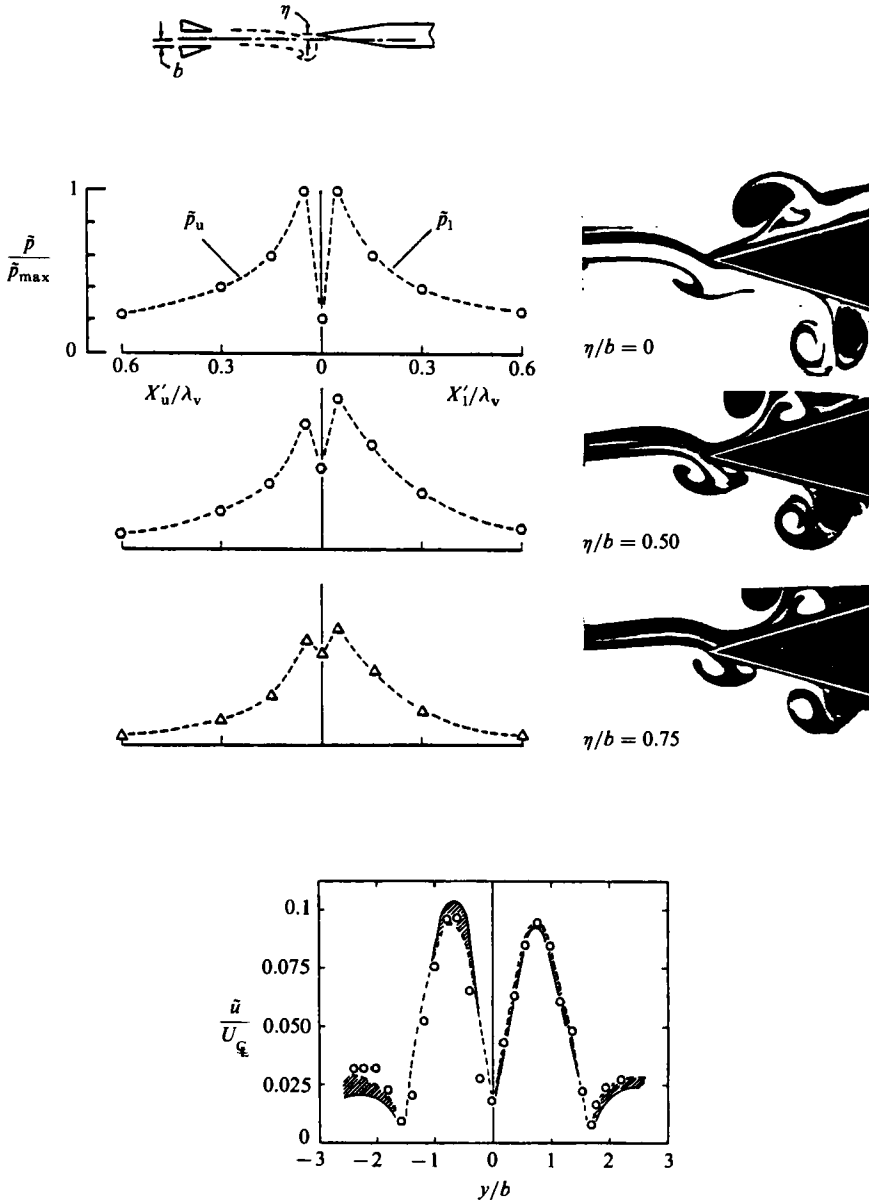 η
b
1
p̃ / p̃max
0
p̃u
p̃l
0.6 0.3 0 0.3 0.6
X′u/λv X′l/λv
η/b = 0
η/b = 0.50
η/b = 0.75
0.1
0.075
ũ / U℄
0.050
0.025
0
−3 −2 −1 0 1 2 3
y/b